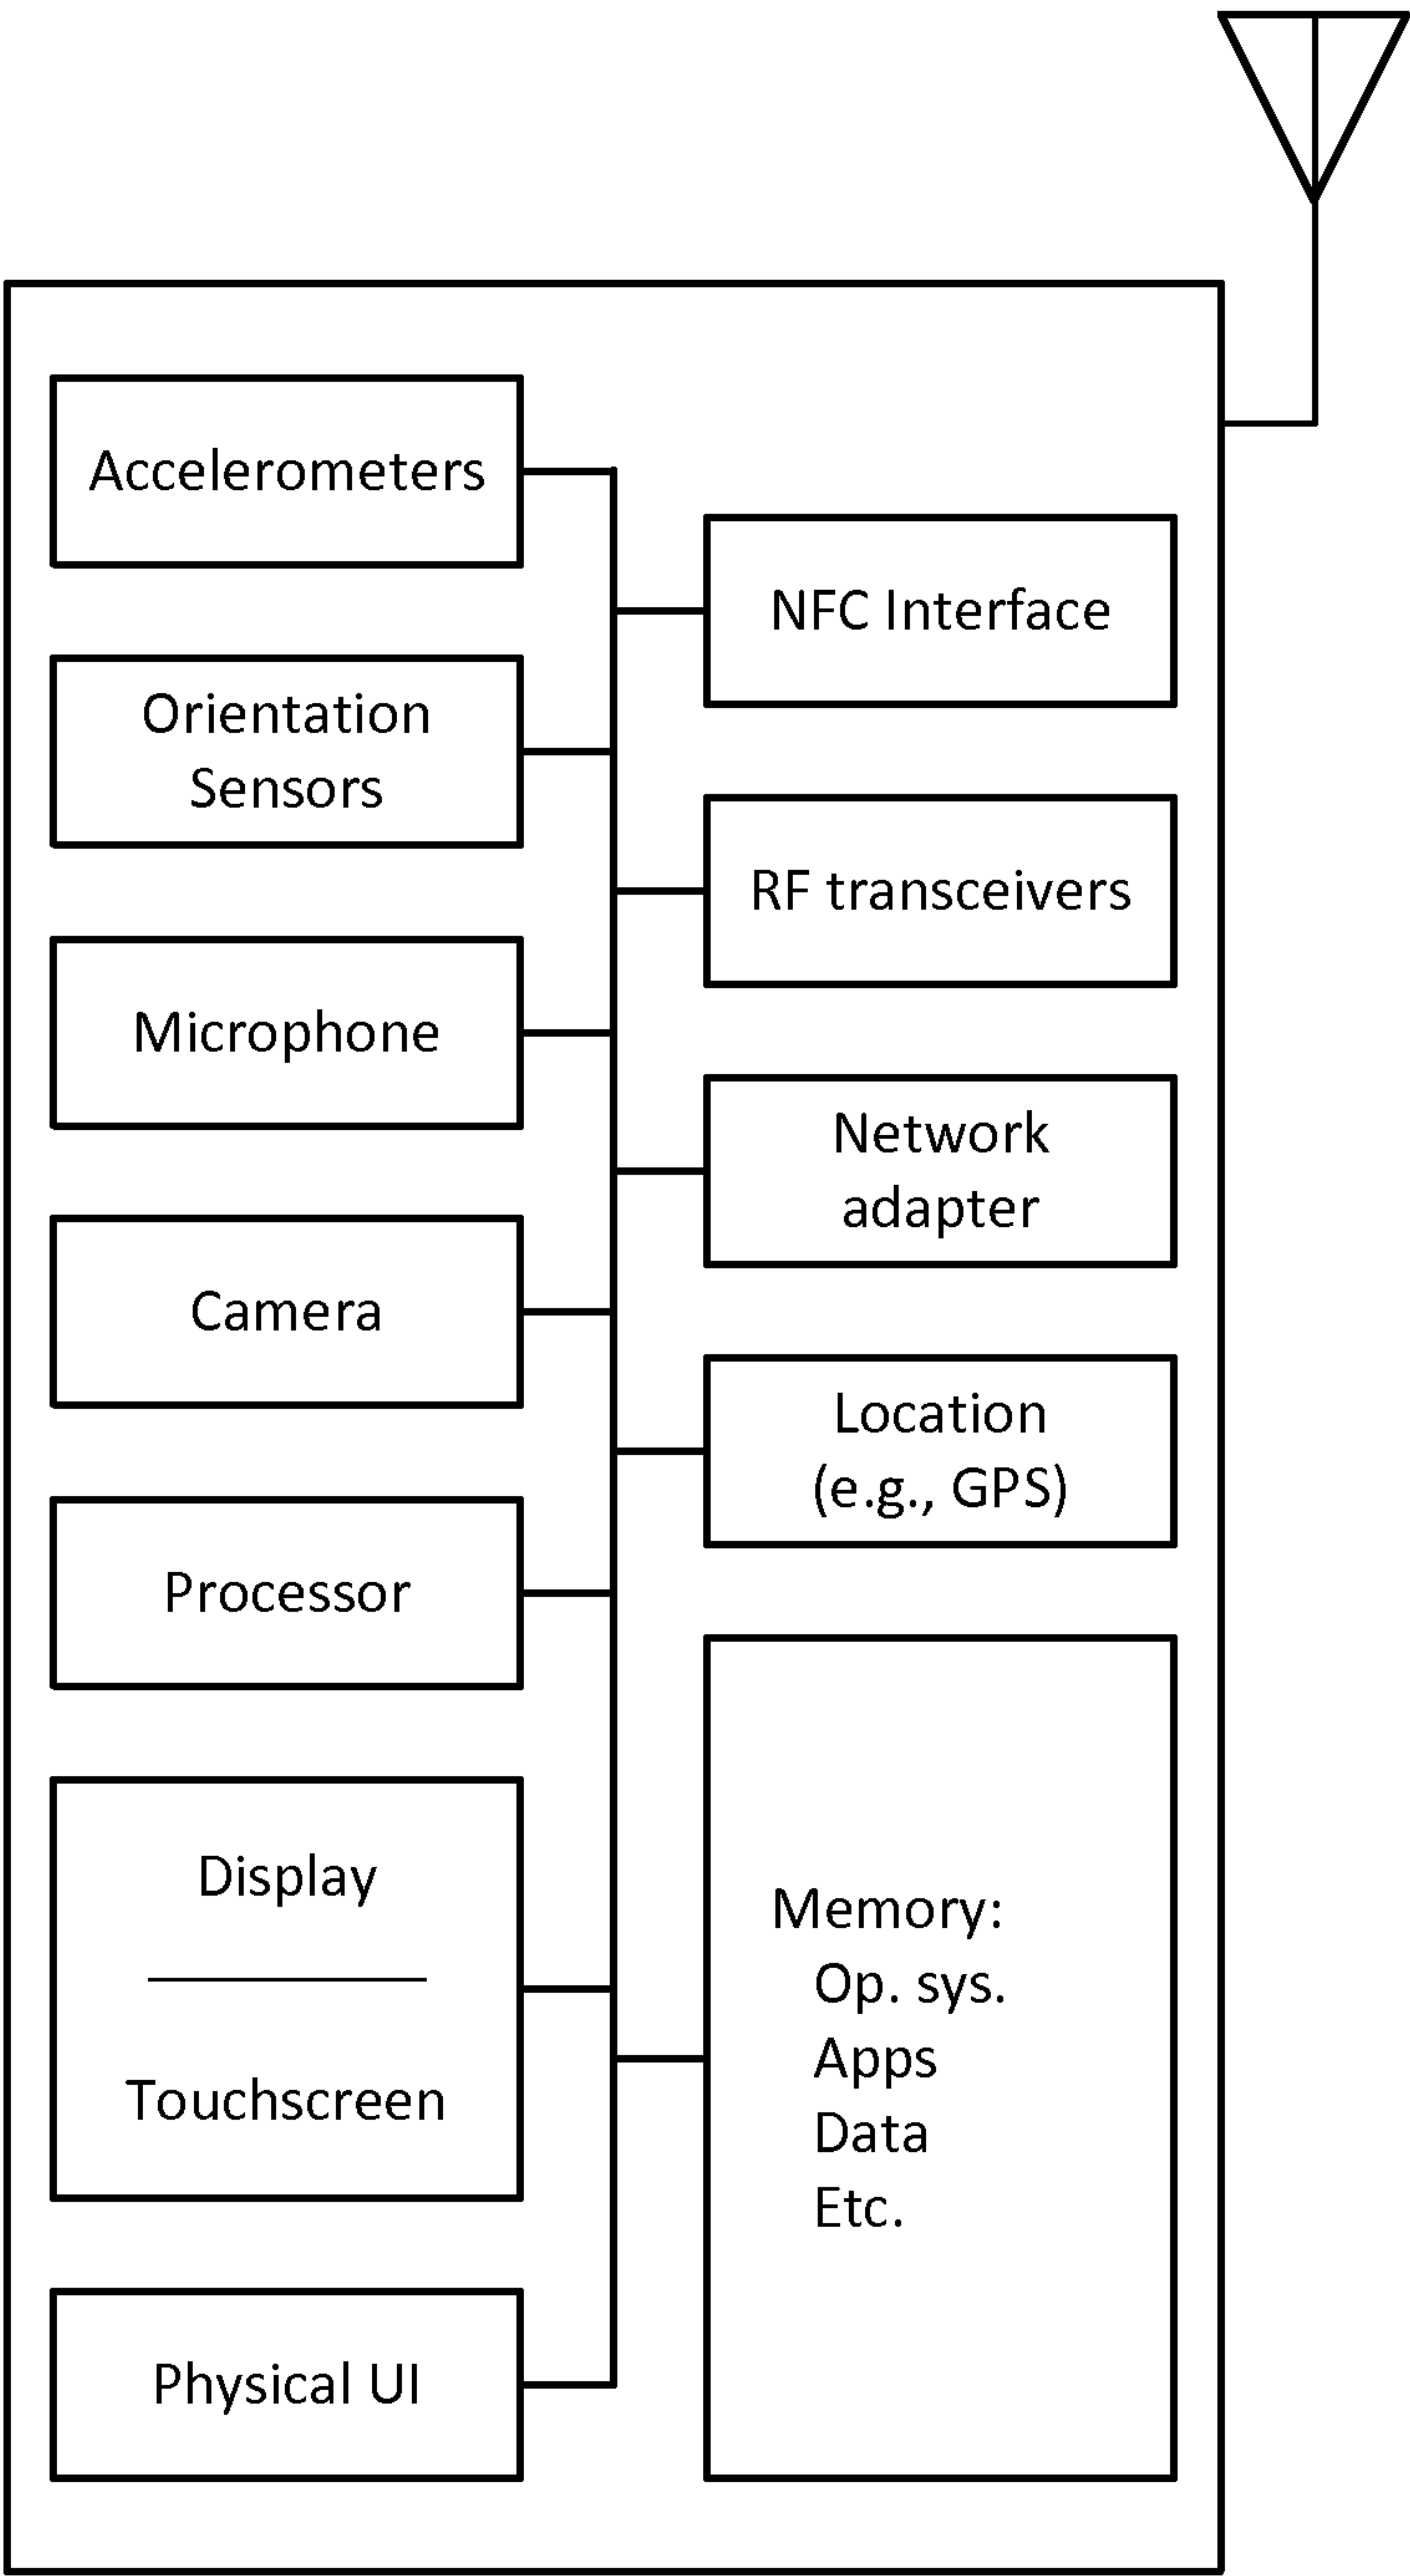 Accelerometers
Orientation
Sensors
Microphone
Camera
Processor
Display
Touchscreen
Physical UI
NFC Interface
RF transceivers
Network
adapter
Location
(e.g., GPS)
Memory:
Op. sys.
Apps
Data
Etc.